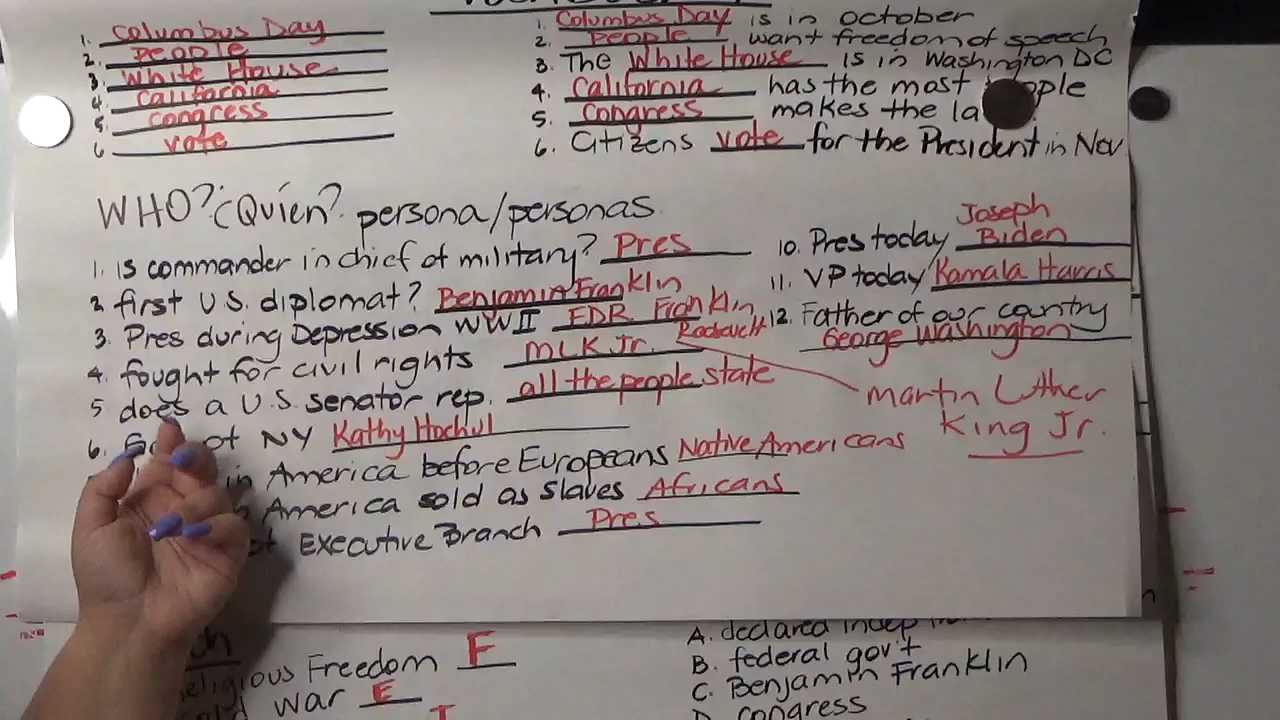 1. Columbus Day
2. people
3. White House
4. California
5. congress
6 vote
1. Columbus Day is in october
2. people want freedom of speech
3. The White House is in Washington DC
4. California has the most
5. Congress makes the
6. Citizens vote for the President in Nov
WHO? ¿Quién? persona/personas
1. is commander in chief of military? Pres
2 first U.S. diplomat? Benjamin Franklin
3. Pres during Depression WWII FDR Franklin
4. fought for civil rights MLK Jr.
Martin Luther
King Jr.
5 does a U.S. senator rep. all the people state
6. of NY Kathy Hochul
in America before Europeans Native Americans
America sold as slaves Africans
Executive Branch Pres
10. Pres today Joseph
Biden
11. VP today Kamala Harris
12. Father of our country
George Washington
Religious Freedom F
War E
A. declared indep
B. federal gov't
C. Benjamin Franklin
D. congress